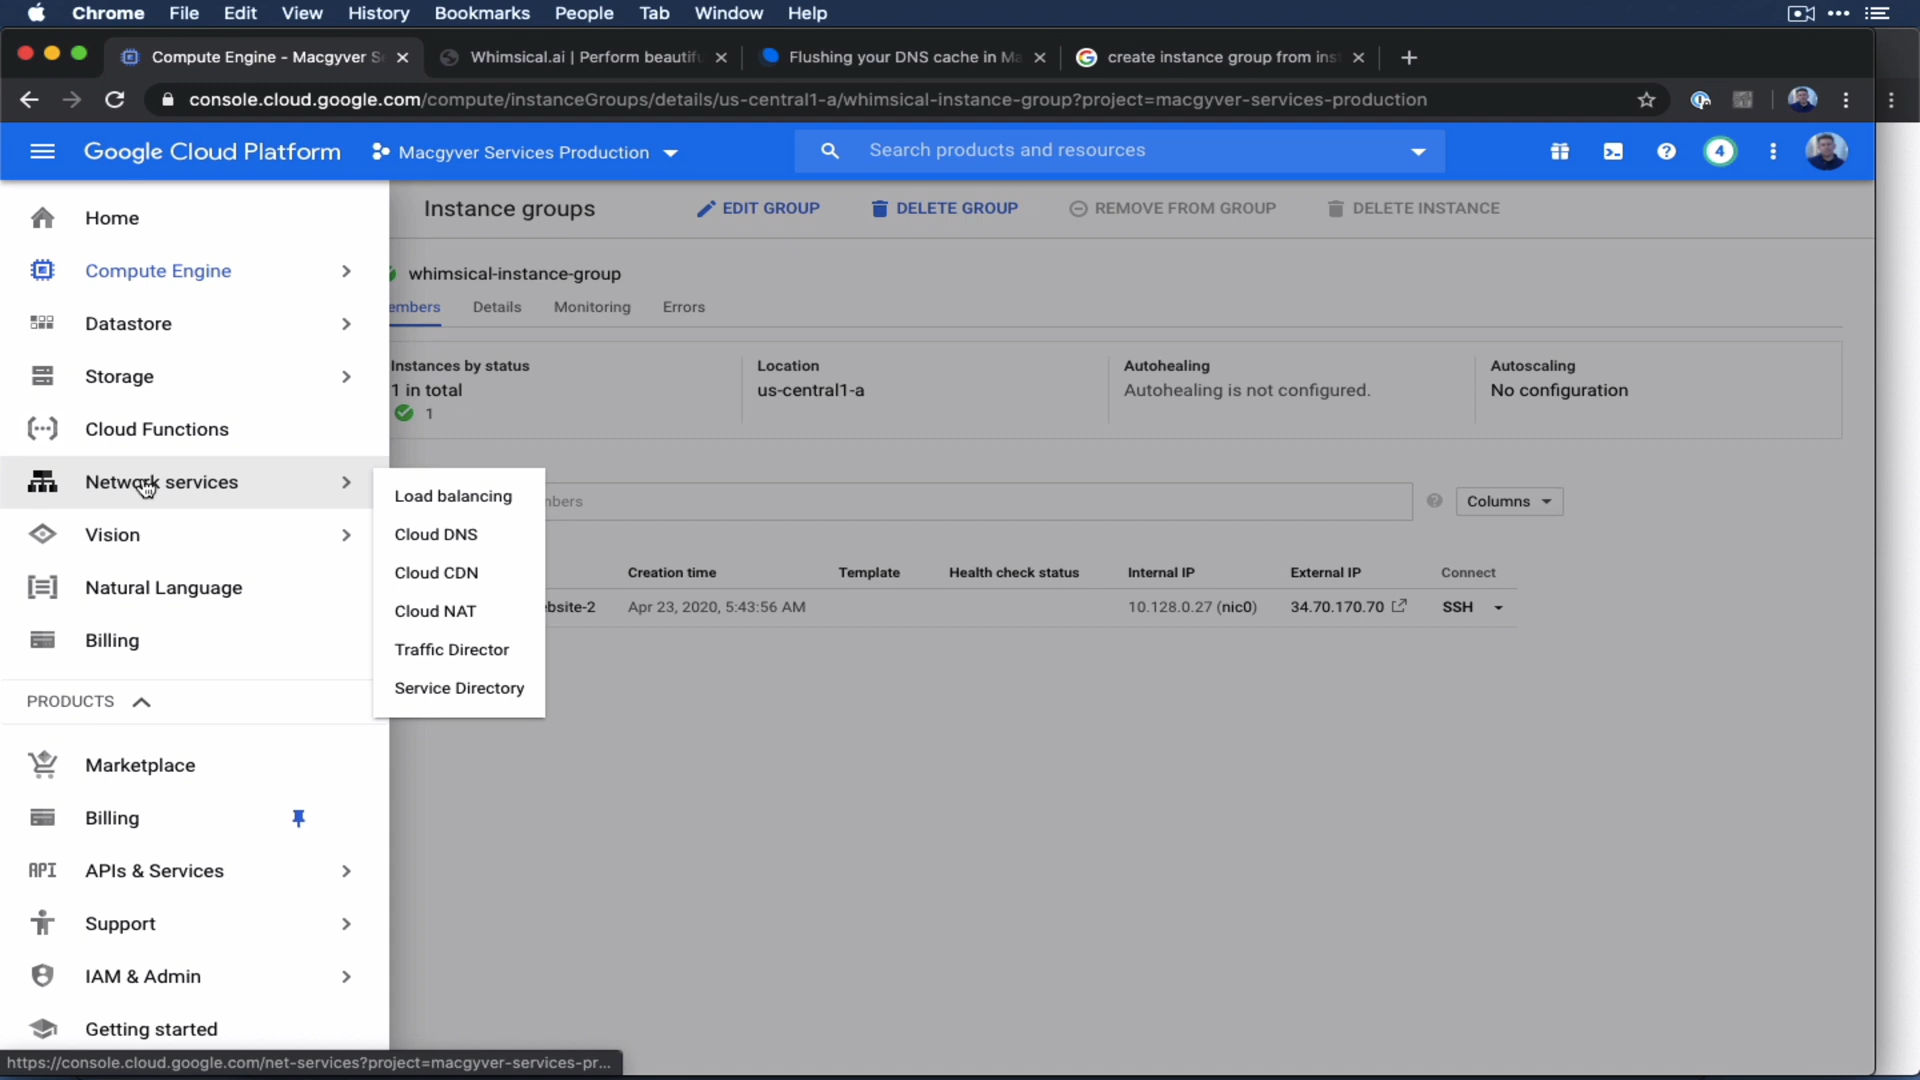 Chrome File Edit View History Bookmarks People Tab Window Help
Compute Engine - Macgyver Se
Whimsical.ai | Perform beautifu
Flushing your DNS cache in Ma
create instance group from inst
console.cloud.google.com/compute/instanceGroups/details/us-central1-a/whimsical-instance-group?project=macgyver-services-production
Google Cloud Platform
Macgyver Services Production
Search products and resources
4
Home
Compute Engine
Datastore
Storage
Cloud Functions
Network services
Vision
Natural Language
Billing
PRODUCTS
Marketplace
Billing
API APIs & Services
Support
IAM & Admin
Getting started
Load balancing
Cloud DNS
Cloud CDN
Cloud NAT
Traffic Director
Service Directory
Instance groups
EDIT GROUP
DELETE GROUP
REMOVE FROM GROUP
DELETE INSTANCE
whimsical-instance-group
embers Details Monitoring Errors
Instances by status
1 in total
1
Location
us-central1-a
Autohealing
Autohealing is not configured.
Autoscaling
No configuration
mbers
Columns
Creation time Template Health check status Internal IP External IP Connect
ebsite-2 Apr 23, 2020, 5:43:56 AM 10.128.0.27 (nic0) 34.70.170.70 SSH
https://console.cloud.google.com/net-services?project=macgyver-services-pr...